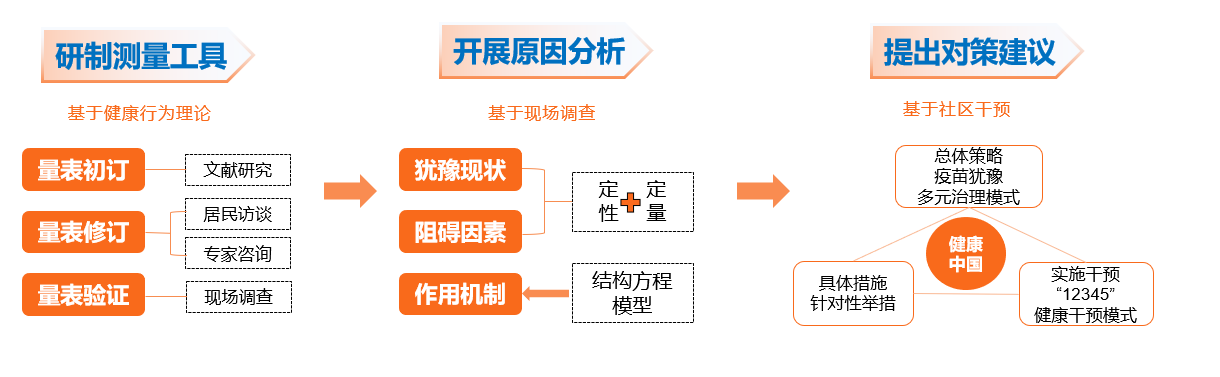 研制测量工具
基于健康行为理论
量表初订
文献研究
量表修订
居民访谈
专家咨询
量表验证
现场调查
开展原因分析
基于现场调查
犹豫现状
阻碍因素
定性
定量
作用机制
结构方程
模型
提出对策建议
基于社区干预
总体策略
疫苗犹豫
多元治理模式
健康
中国
具体措施
针对性举措
实施干预
“12345”
健康干预模式